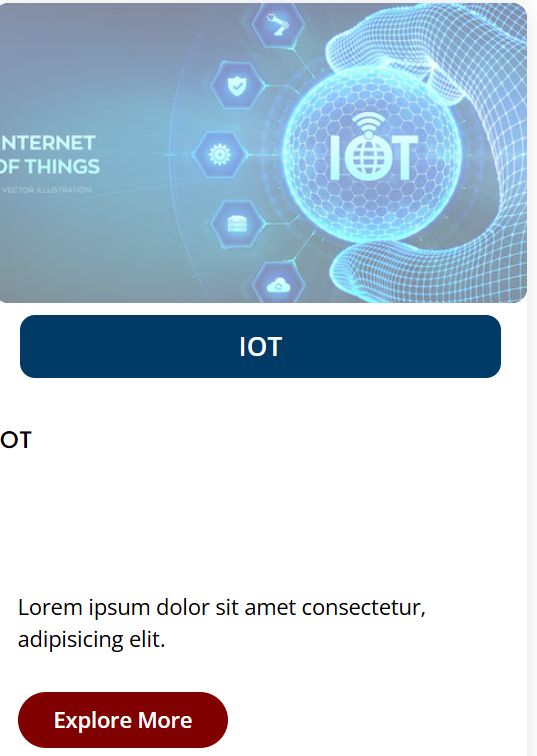 NTERNET
OF THINGS
VECTOR ILLUSTRATION
IOT
IOT
OT
Lorem ipsum dolor sit amet consectetur,
adipisicing elit.
Explore More